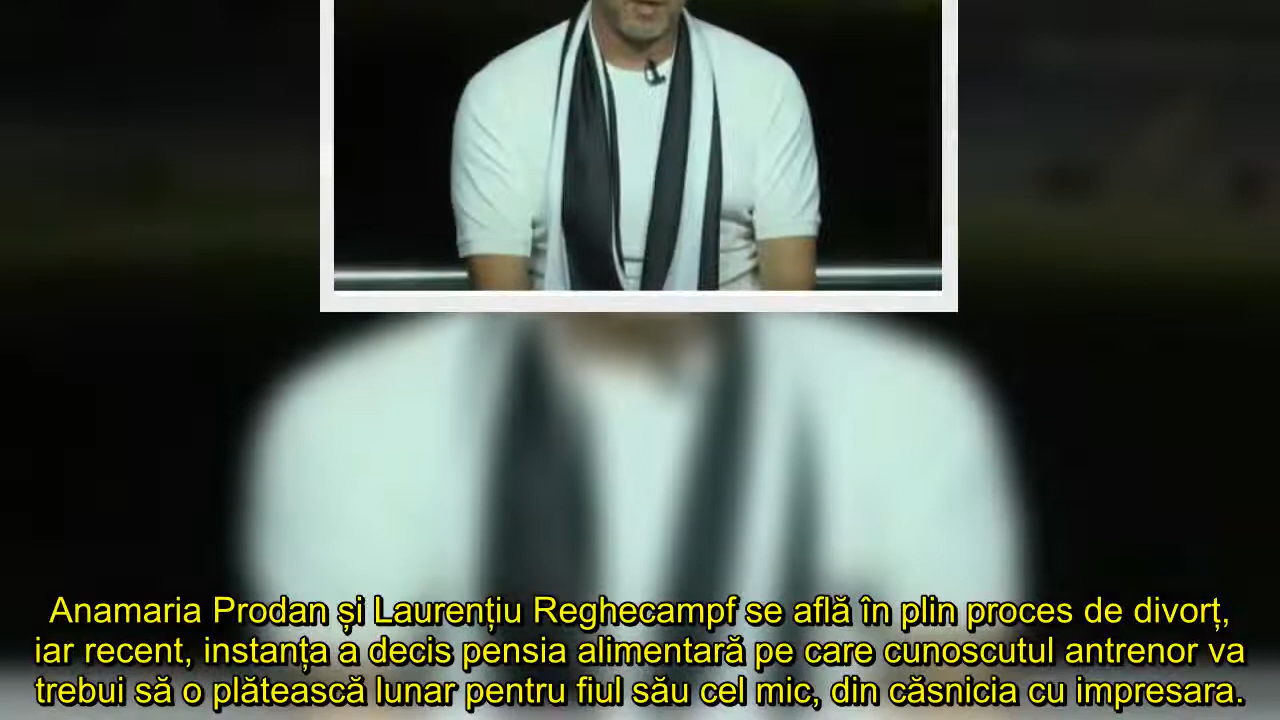 Anamaria Prodan și Laurențiu Reghecampf se află în plin proces de divorț,
iar recent, instanța a decis pensia alimentară pe care cunoscutul antrenor va
trebui să o plătească lunar pentru fiul său cel mic, din căsnicia cu impresara.